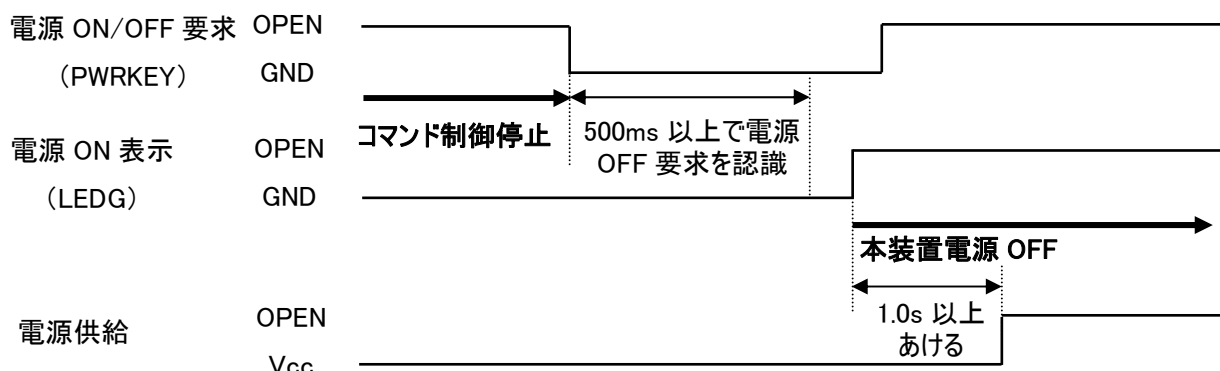 電源 ON/OFF 要求 OPEN
（PWRKEY） GND
コマンド制御停止
500ms 以上で電源
OFF 要求を認識
電源 ON 表示 OPEN
（LEDG） GND
本装置電源 OFF
1.0s 以上
あける
電源供給 OPEN
Vcc